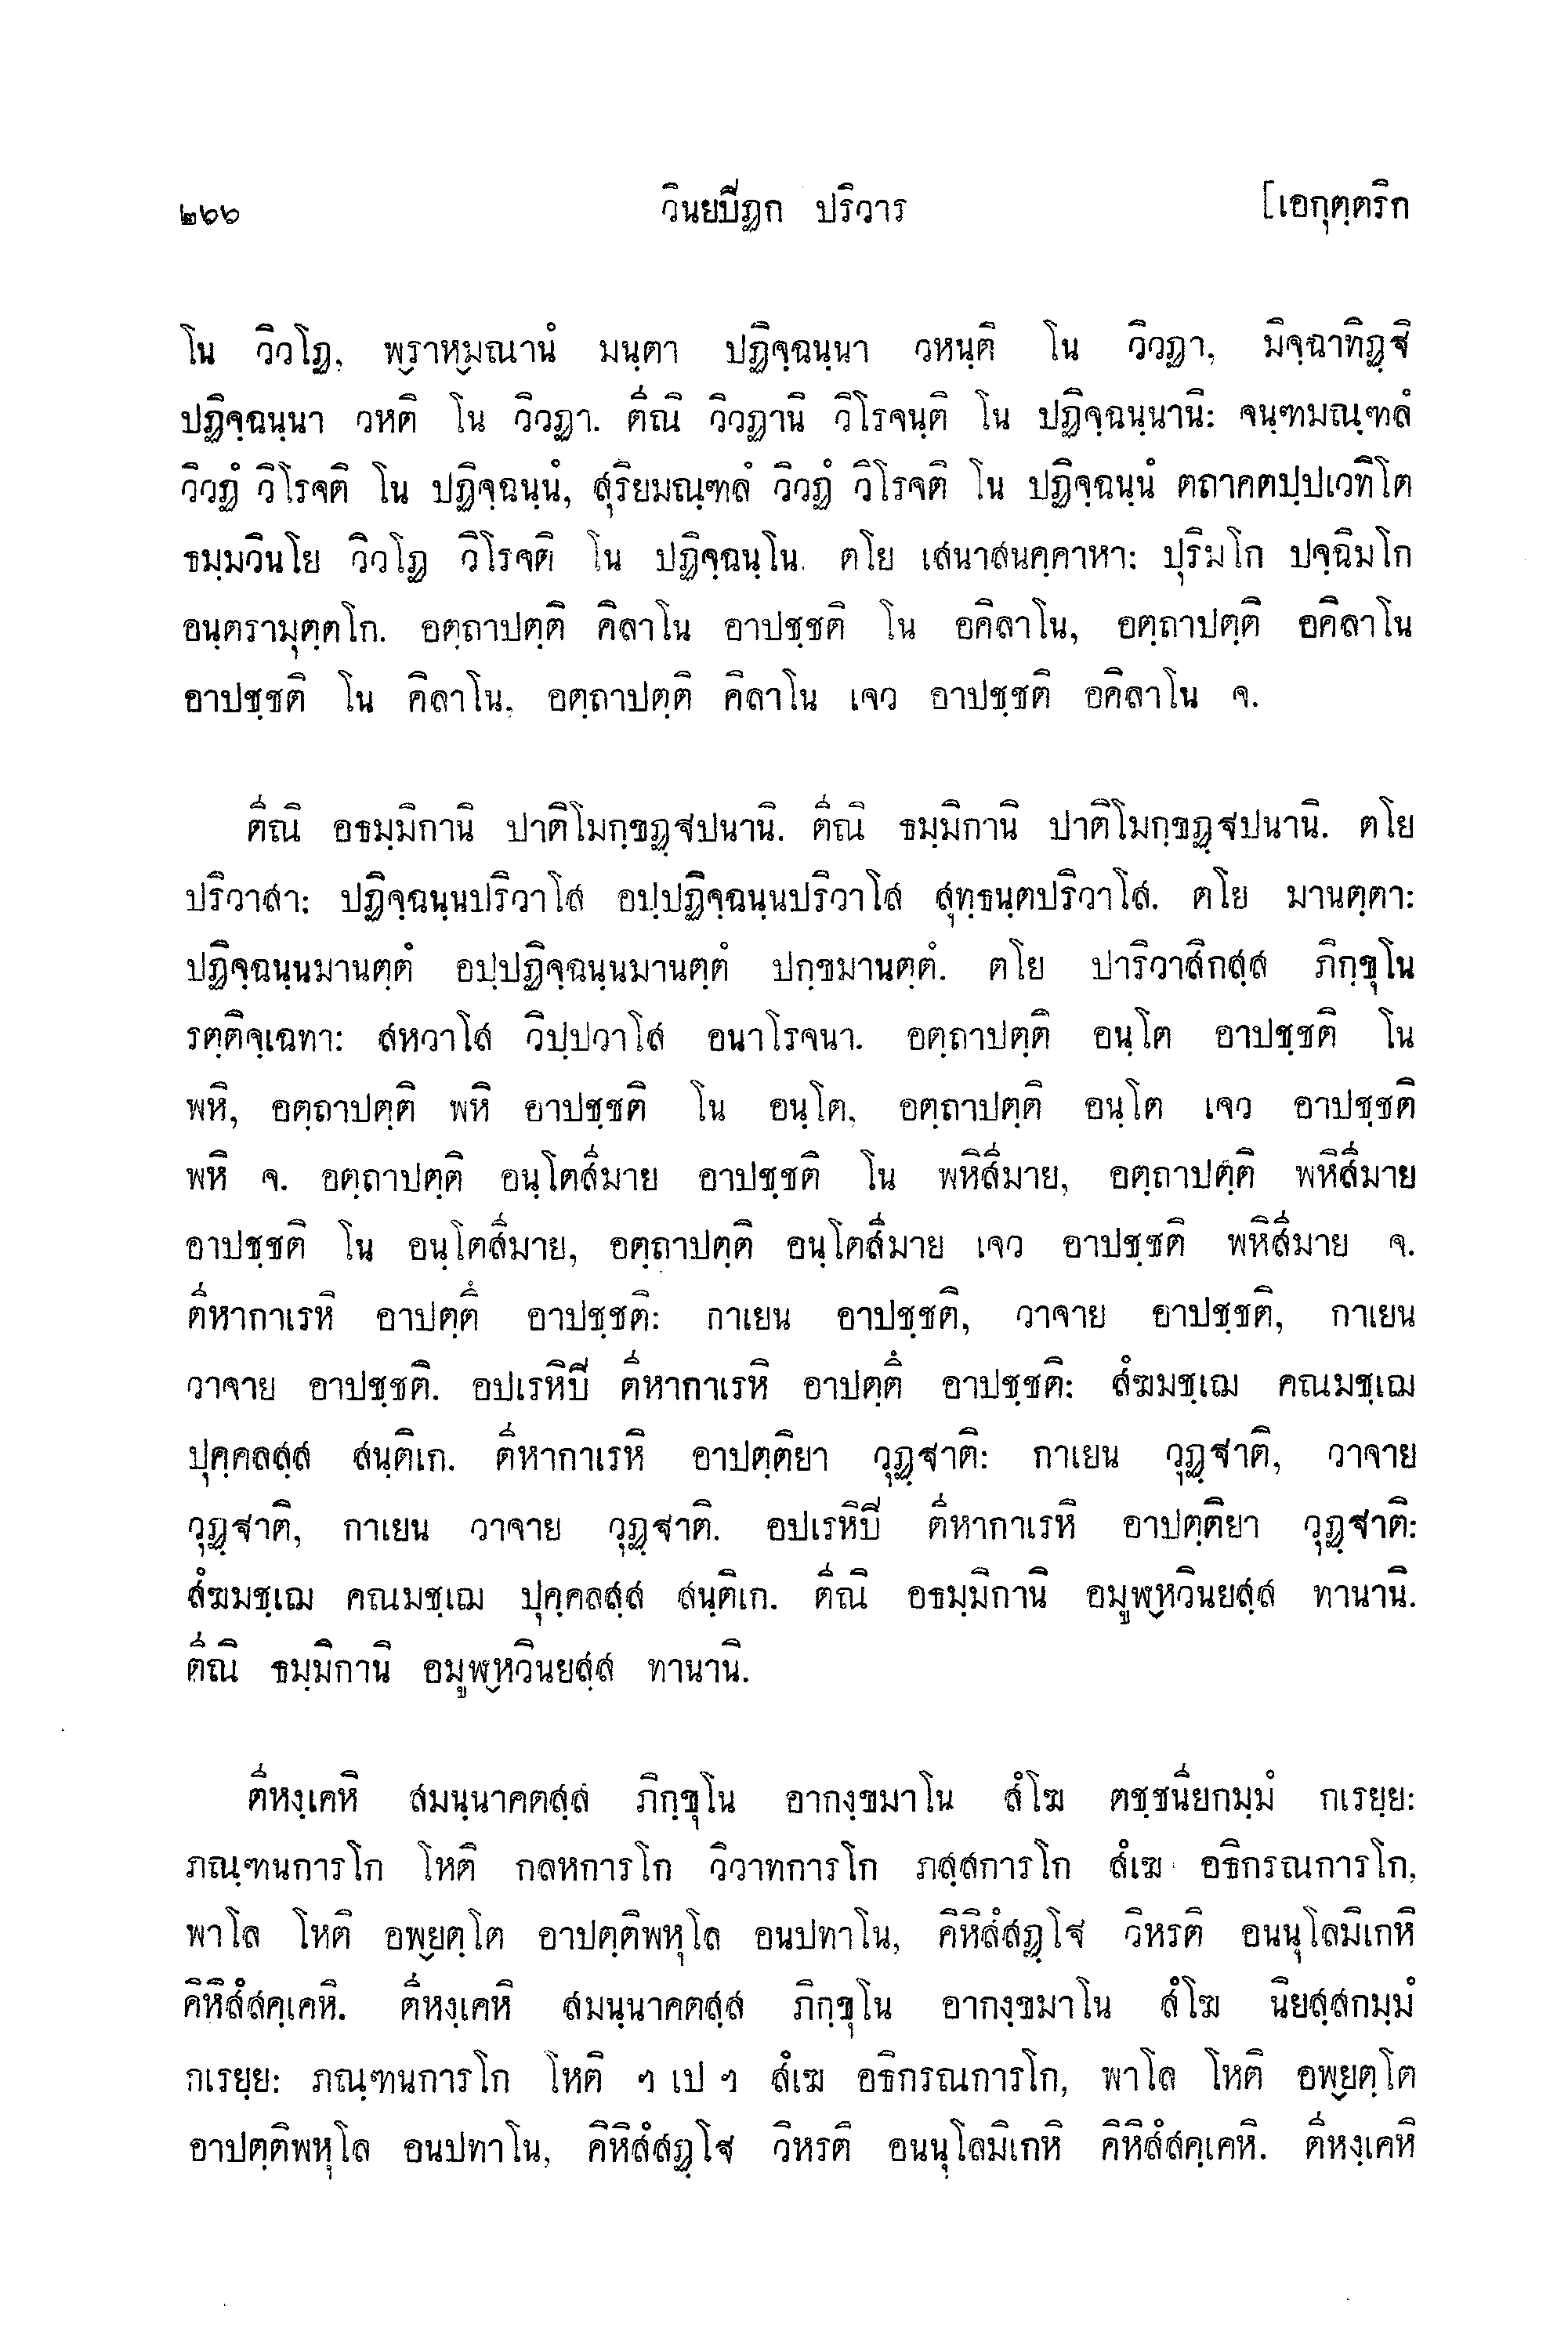 ๒๖๖ วินยปิฏก ปริวาร [เอกุตฺตริก
โน วิวโฏ, พฺราหฺมณานํ มนฺตา ปฏิจฺฉนฺนา วหนฺติ โน วิวฏา, มิจฺฉาทิฏฺฐิ
ปฏิจฺฉนฺนา วหติ โน วิวฏา. ตีณิ วิวฏานิ วิโรจนฺติ โน ปฏิจฺฉนฺนานิ: จนฺทมณฺฑลํ
วิวฏํ วิโรจติ โน ปฏิจฺฉนฺนํ, สุริยมณฺฑลํ วิวฏํ วิโรจติ โน ปฏิจฺฉนฺนํ ตถาคตปฺปเวทิโต
ธมฺมวินโย วิวโฏ วิโรจติ โน ปฏิจฺฉนฺโน. ตโย เสนาสนคฺคาหา: ปุริมโก ปจฺฉิมโก
อนฺตรามุตฺตโก. อตฺถาปตฺติ คิลาโน อาปชฺชติ โน อคิลาโน, อตฺถาปตฺติ อคิลาโน
อาปชฺชติ โน คิลาโน, อตฺถาปตฺติ คิลาโน เจว อาปชฺชติ อคิลาโน จ.
ตีณิ อธมฺมิกานิ ปาติโมกฺขฏฺฐปนานิ. ตีณิ ธมฺมิกานิ ปาติโมกฺขฏฺฐปนานิ. ตโย
ปริวาสา: ปฏิจฺฉนฺนปริวาโส อปฺปฏิจฺฉนฺนปริวาโส สุทฺธนฺตปริวาโส. ตโย มานตฺตา:
ปฏิจฺฉนฺนมานตฺตํ อปฺปฏิจฺฉนฺนมานตฺตํ ปกฺขมานตฺตํ. ตโย ปาริวาสิกสฺส ภิกฺขุโน
รตฺติจฺเฉทา: สหวาโส วิปฺปวาโส อนาโรจนา. อตฺถาปตฺติ อนฺโต อาปชฺชติ โน
พหิ, อตฺถาปตฺติ พหิ อาปชฺชติ โน อนฺโต, อตฺถาปตฺติ อนฺโต เจว อาปชฺชติ
พหิ จ. อตฺถาปตฺติ อนฺโตสีมาย อาปชฺชติ โน พหิสีมาย, อตฺถาปตฺติ พหิสีมาย
อาปชฺชติ โน อนฺโตสีมาย, อตฺถาปตฺติ อนฺโตสีมาย เจว อาปชฺชติ พหิสีมาย จ.
ตีหากาเรหิ อาปตฺตึ อาปชฺชติ: กาเยน อาปชฺชติ, วาจาย อาปชฺชติ, กาเยน
วาจาย อาปชฺชติ. อปเรหิปิ ตีหากาเรหิ อาปตฺตึ อาปชฺชติ: สํฆมชฺเฌ คณมชฺเฌ
ปุคฺคลสฺส สนฺติเก. ตีหากาเรหิ อาปตฺติยา วุฏฺฐาติ: กาเยน วุฏฺฐาติ, วาจาย
วุฏฺฐาติ, กาเยน วาจาย วุฏฺฐาติ. อปเรหิปิ ตีหากาเรหิ อาปตฺติยา วุฏฺฐาติ:
สํฆมชฺเฌ คณมชฺเฌ ปุคฺคลสฺส สนฺติเก. ตีณิ อธมฺมิกานิ อมูฬฺหวินยสฺส ทานานิ.
ตีณิ ธมฺมิกานิ อมูฬฺหวินยสฺส ทานานิ.
ตีหงฺเคหิ สมนฺนาคตสฺส ภิกฺขุโน อากงฺขมาโน สํโฆ ตชฺชนียกมฺมํ กเรยฺย:
ภณฺฑนการโก โหติ กลหการโก วิวาทการโก ภสฺสการโก สํเฆ อธิกรณการโก,
พาโล โหติ อพฺยตฺโต อาปตฺติพหุโล อนปทาโน, คิหิสํสฏฺโฐ วิหรติ อนนุโลมิเกหิ
คิหิสํสคฺเคหิ. ตีหงฺเคหิ สมนฺนาคตสฺส ภิกฺขุโน อากงฺขมาโน สํโฆ นิยสฺสกมฺมํ
กเรยฺย: ภณฺฑนการโก โหติ ฯ เป ฯ สํเฆ อธิกรณการโก, พาโล โหติ อพฺยตฺโต
อาปตฺติพหุโล อนปทาโน, คิหิสํสฏฺโฐ วิหรติ อนนุโลมิเกหิ คิหิสํสคฺเคหิ. ตีหงฺเคหิ